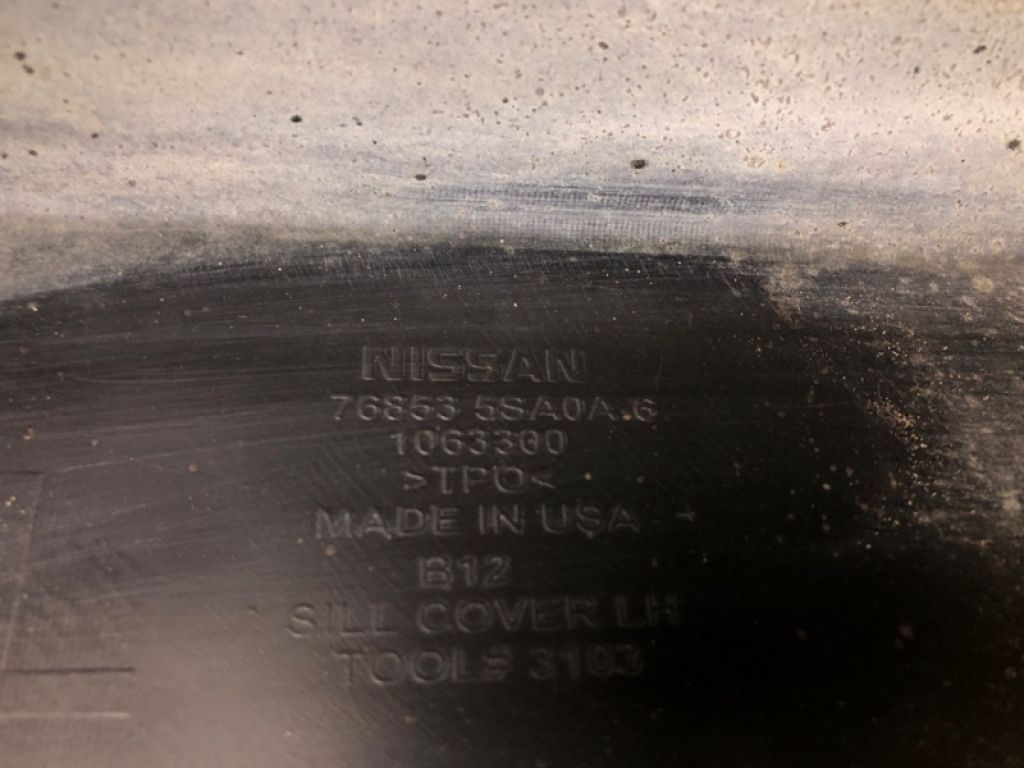 NISSAN
76853 5SA0A.6
1063300
>TPO<
MADE IN USA
B12
SILL COVER LH
TOOL# 3103